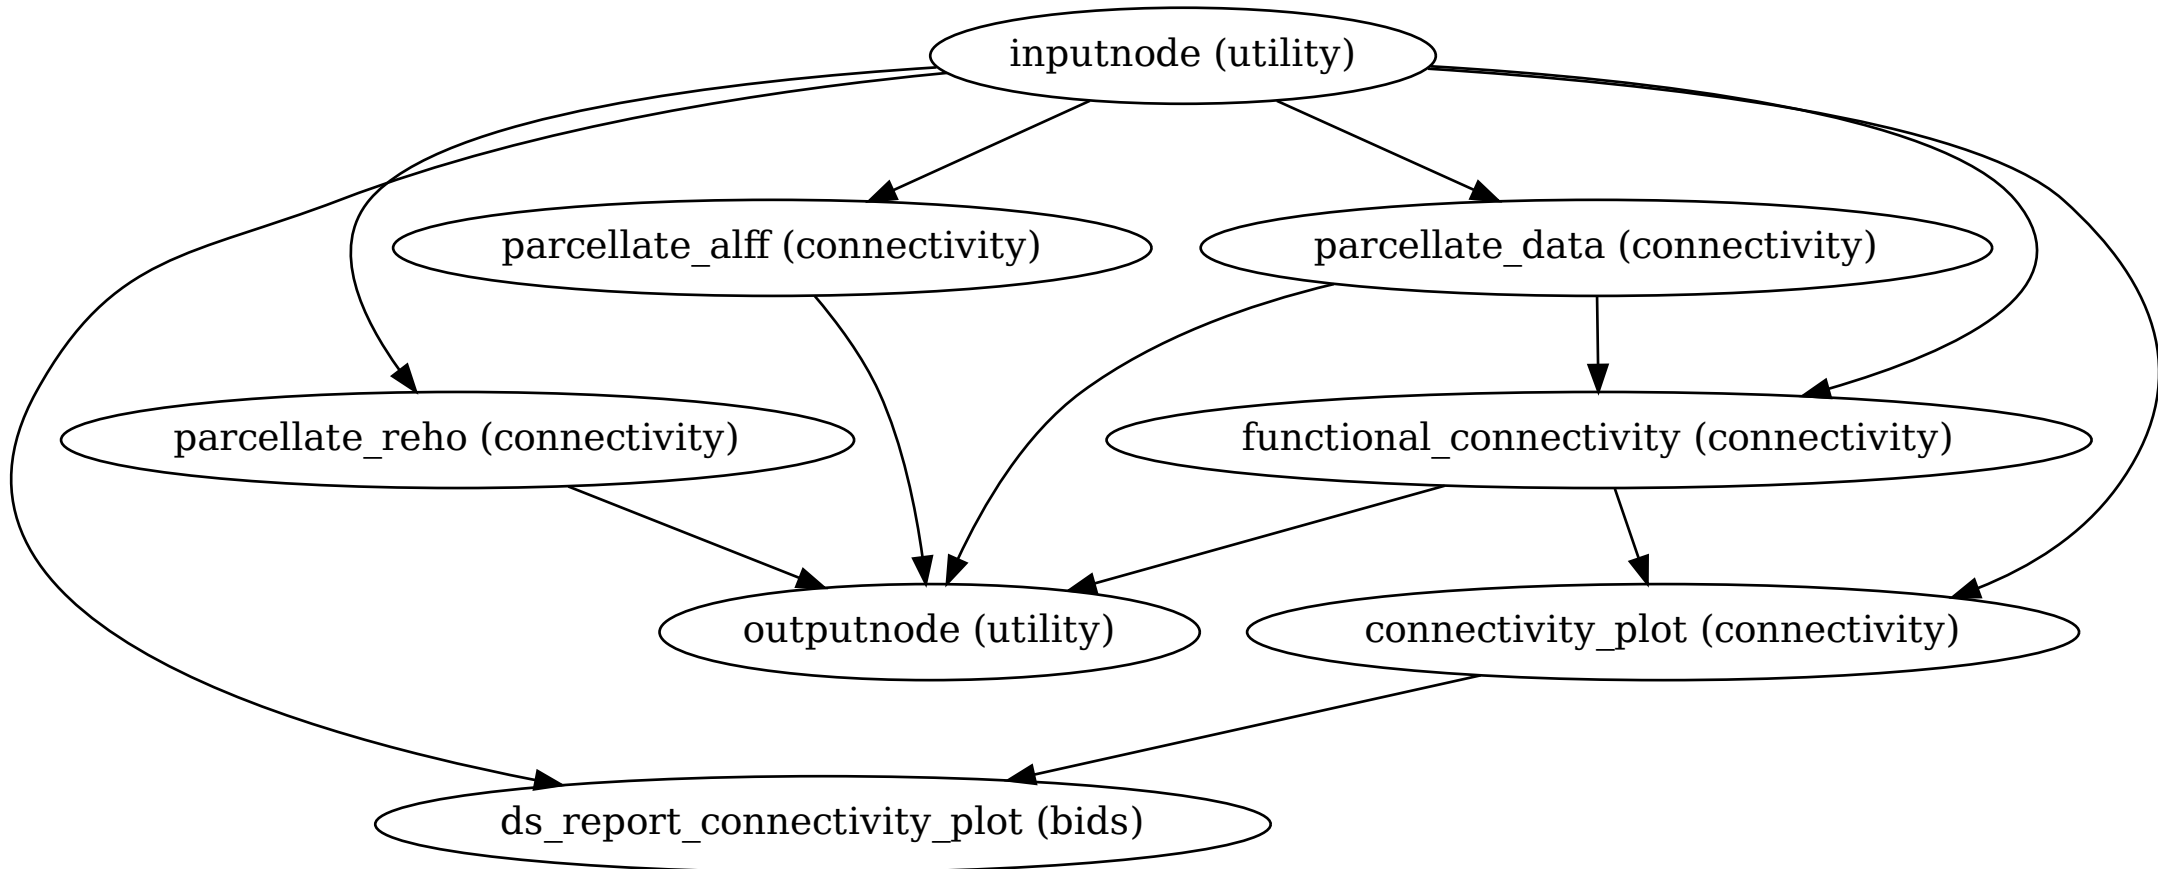 inputnode (utility)
parcellate_alff (connectivity)
parcellate_data (connectivity)
parcellate_reho (connectivity)
functional_connectivity (connectivity)
outputnode (utility)
connectivity_plot (connectivity)
ds_report_connectivity_plot (bids)